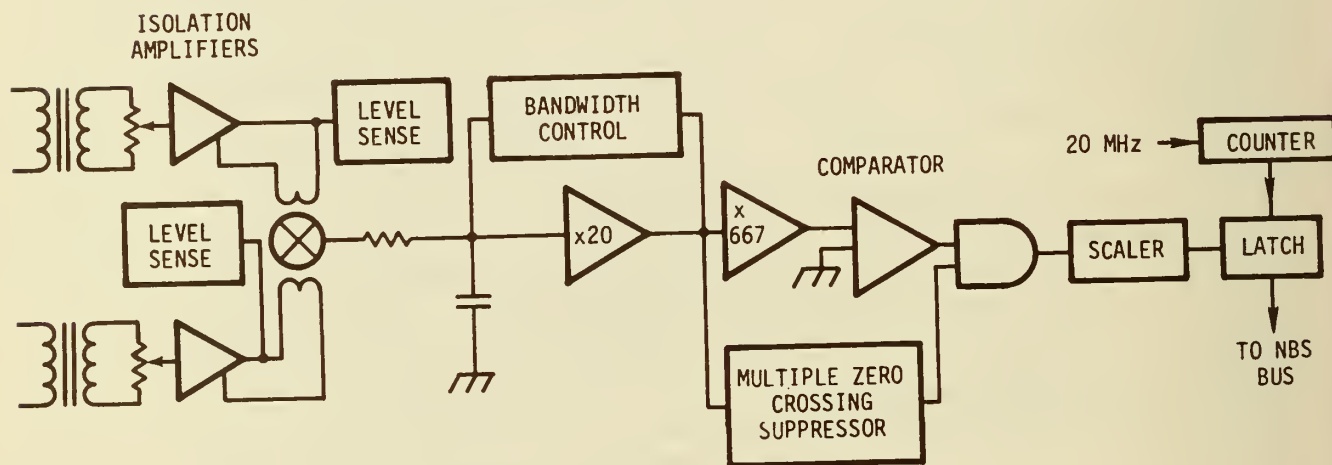 ISOLATION
AMPLIFIERS
LEVEL
SENSE
BANDWIDTH
CONTROL
20 MHz
COUNTER
COMPARATOR
LEVEL
SENSE
x20
x
667
SCALER
LATCH
MULTIPLE ZERO
CROSSING
SUPPRESSOR
TO NBS
BUS